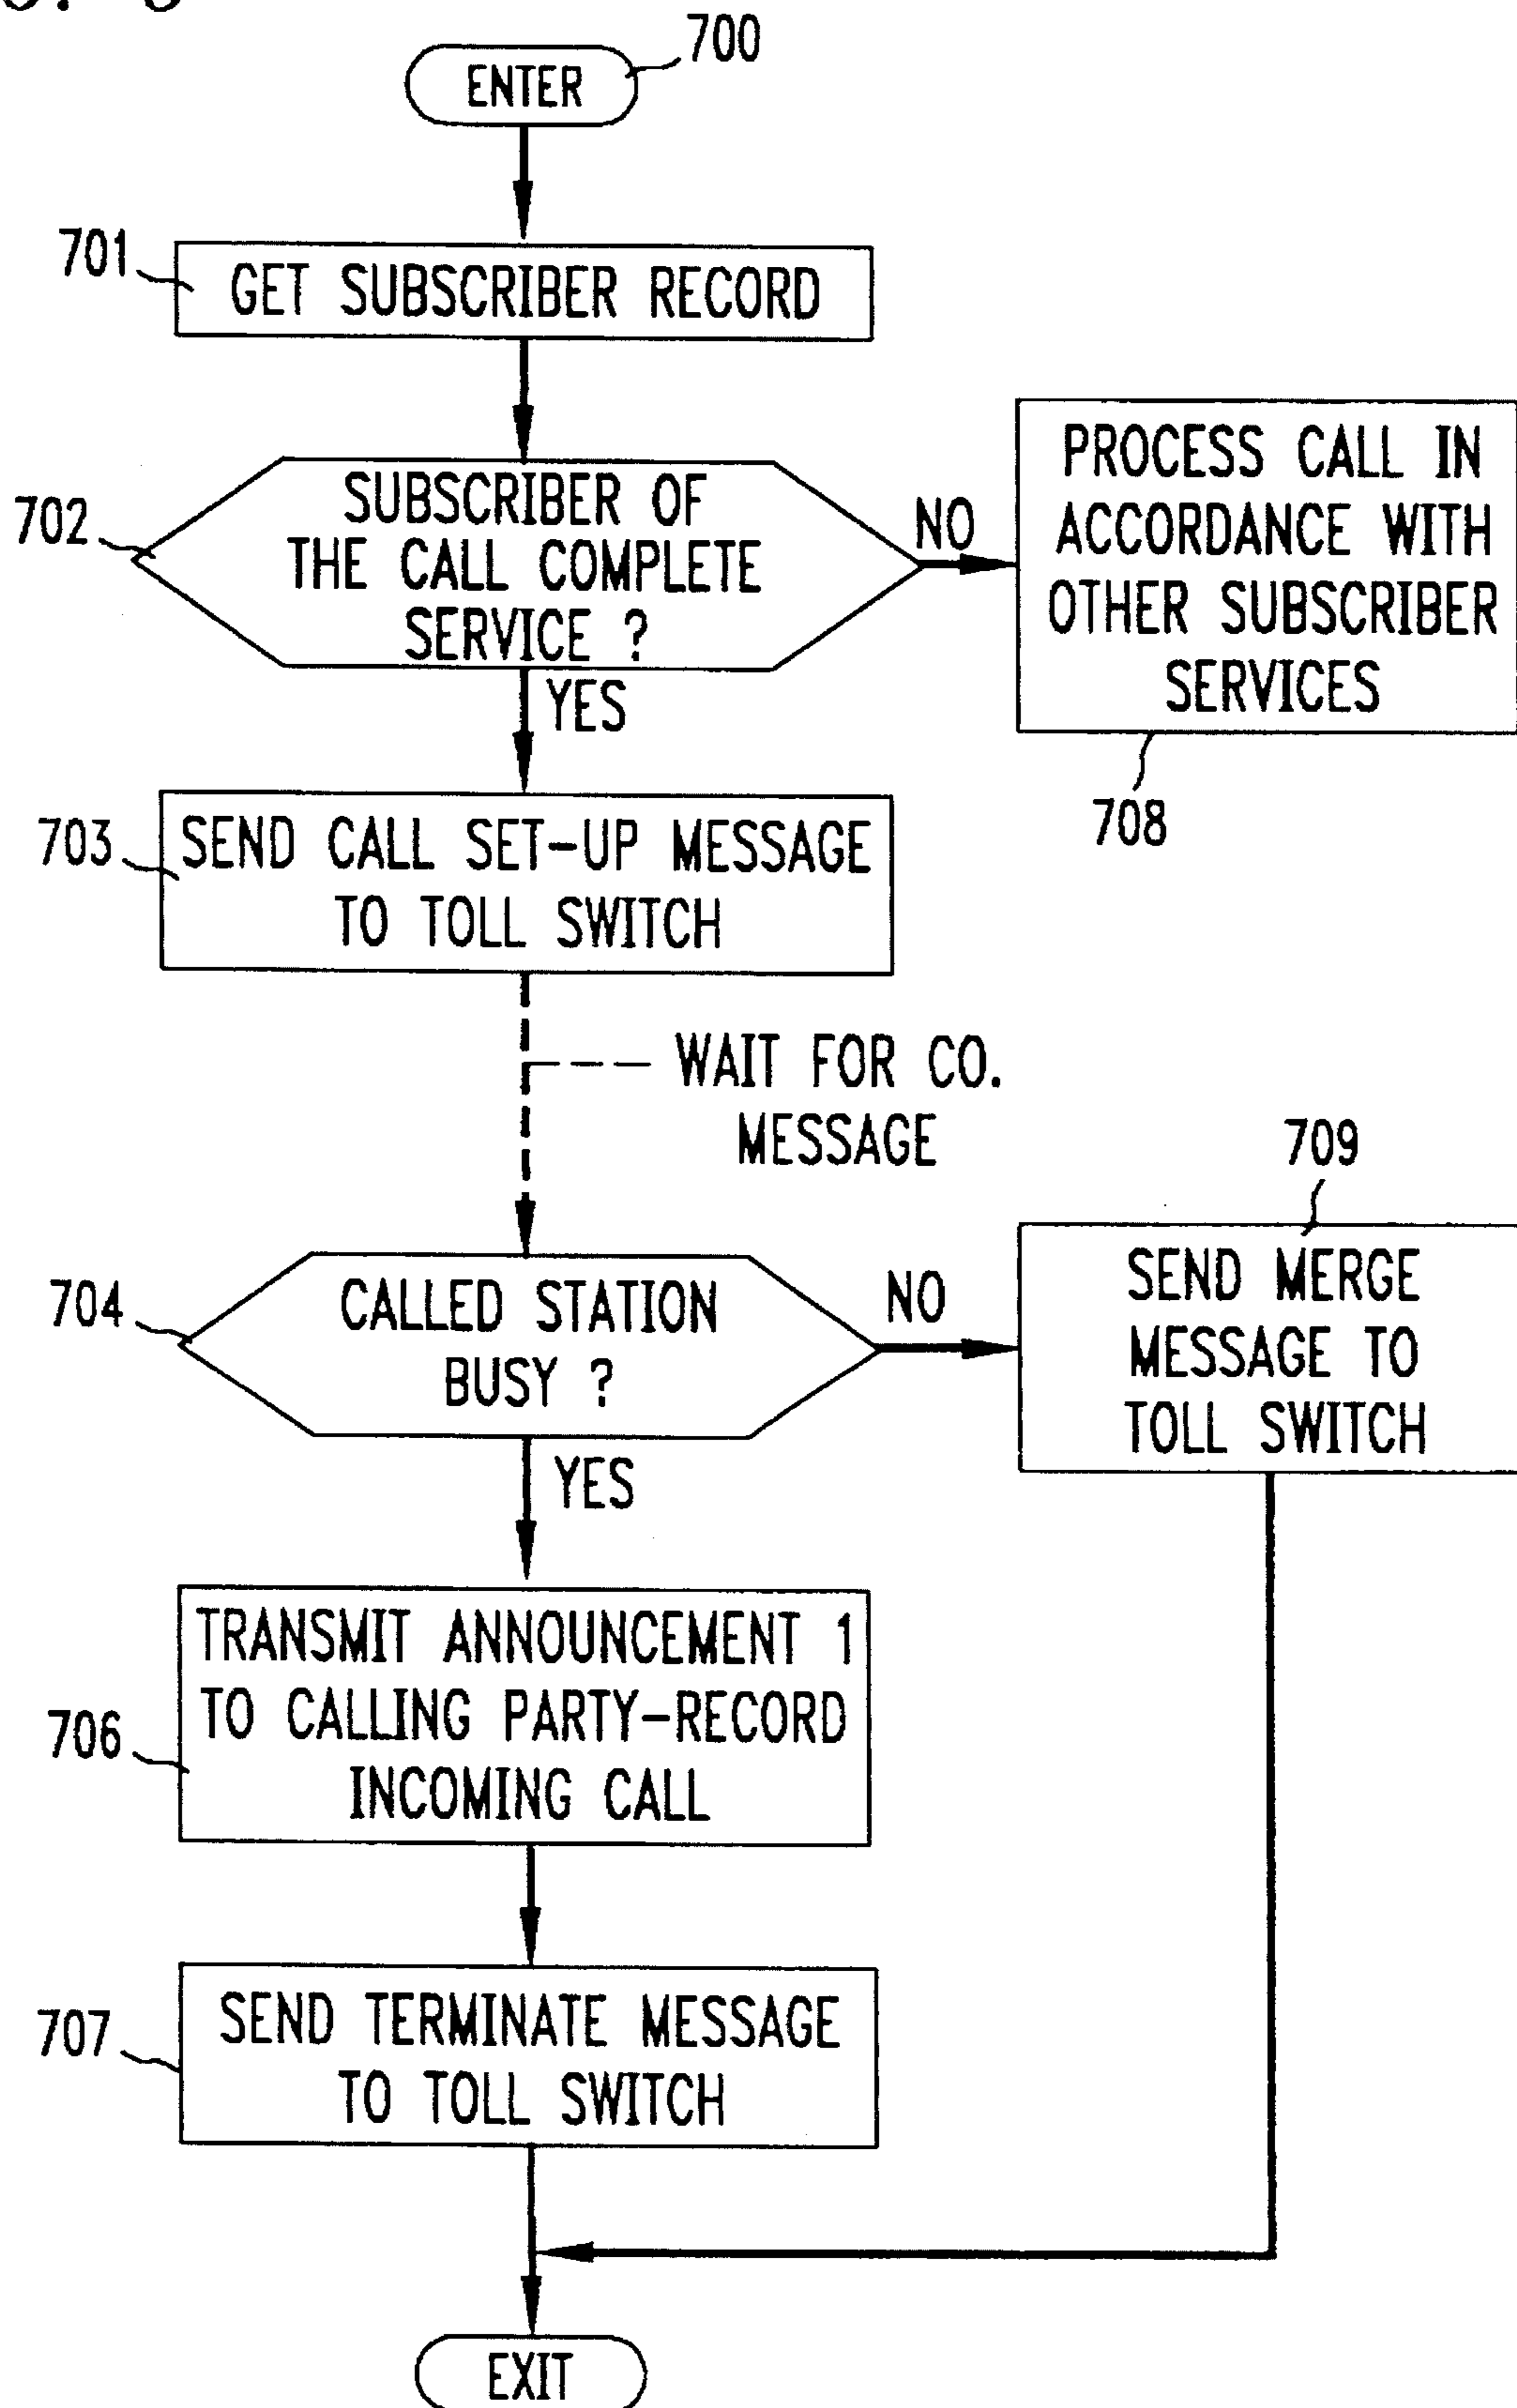 700
ENTER
701
GET SUBSCRIBER RECORD
702
SUBSCRIBER OF
THE CALL COMPLETE
SERVICE ?
NO
PROCESS CALL IN
ACCORDANCE WITH
OTHER SUBSCRIBER
SERVICES
708
YES
703
SEND CALL SET-UP MESSAGE
TO TOLL SWITCH
WAIT FOR CO.
MESSAGE
704
CALLED STATION
BUSY ?
NO
709
SEND MERGE
MESSAGE TO
TOLL SWITCH
YES
706
TRANSMIT ANNOUNCEMENT 1
TO CALLING PARTY-RECORD
INCOMING CALL
707
SEND TERMINATE MESSAGE
TO TOLL SWITCH
EXIT